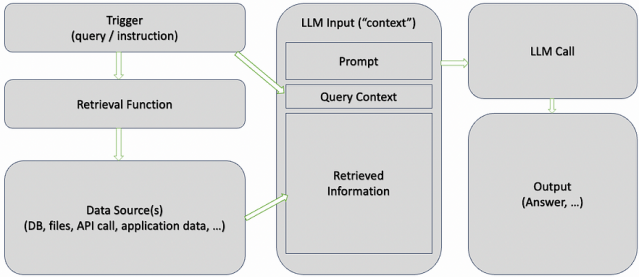 Trigger
(query / instruction)
Retrieval Function
Data Source(s)
(DB, files, API call, application data, …)
LLM Input (“context”)
Prompt
Query Context
Retrieved
Information
LLM Call
Output
(Answer, …)